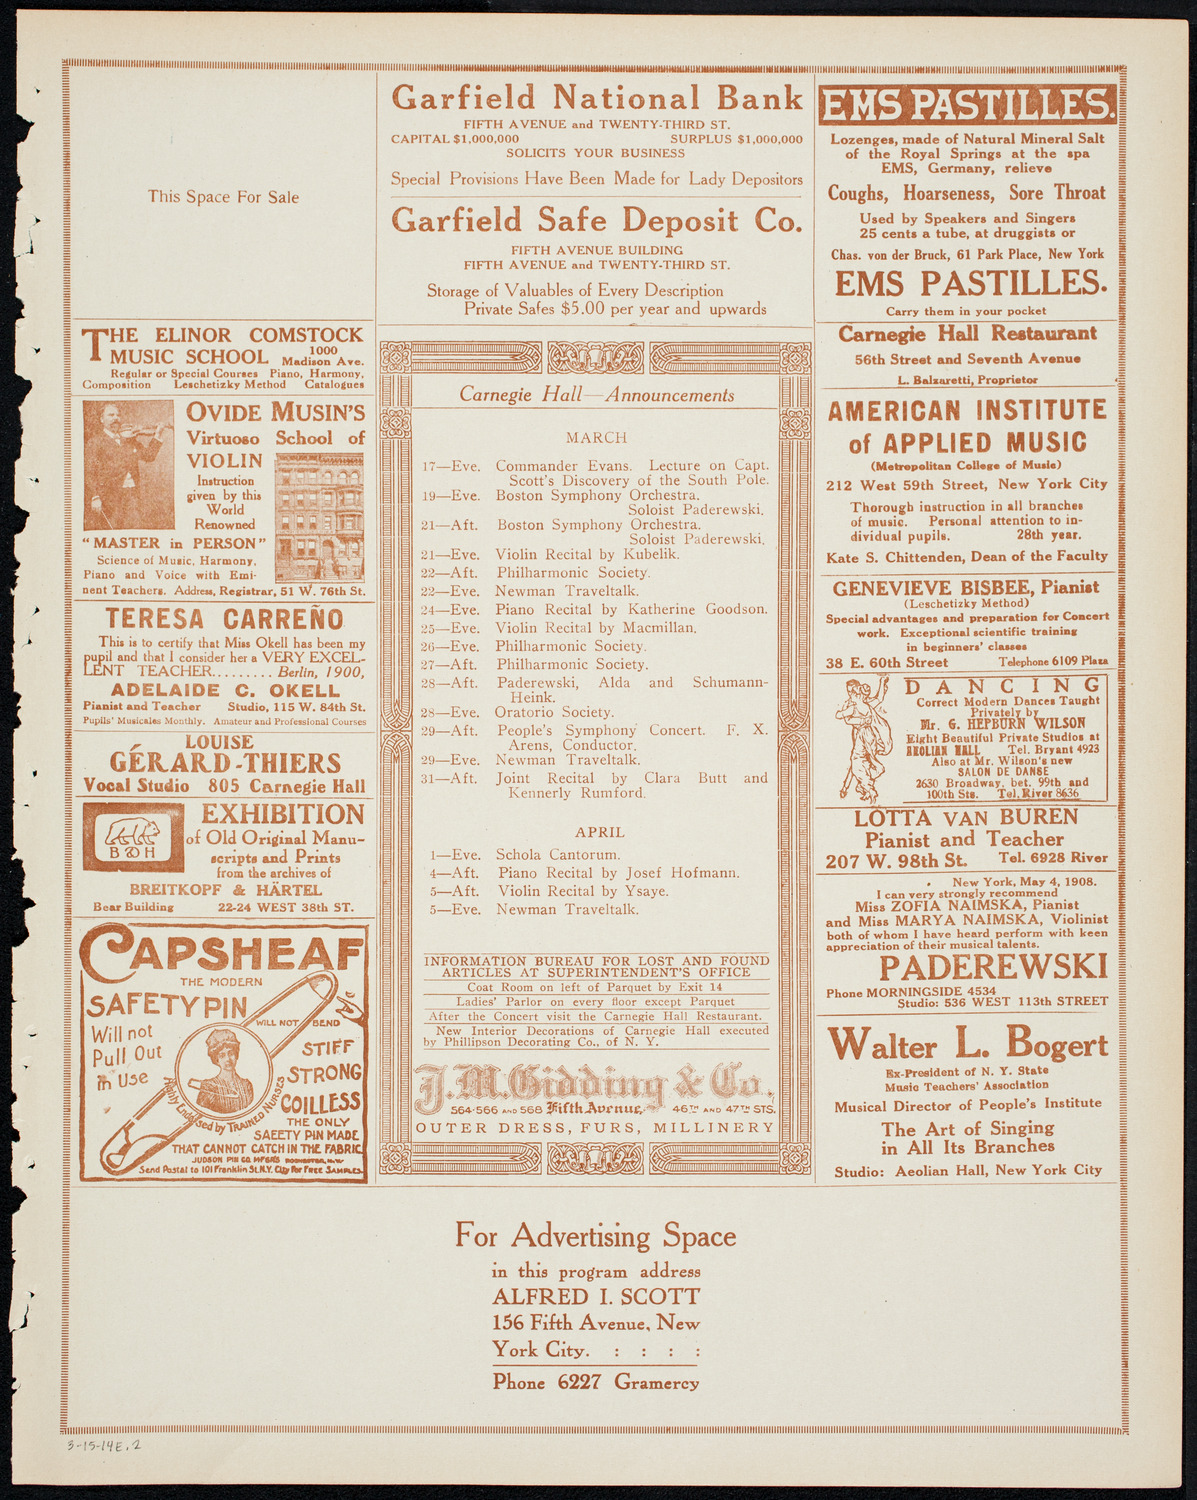 This Space For Sale
THE ELINOR COMSTOCK
MUSIC SCHOOL 1000 Madison Ave.
Regular or Special Courses Piano, Harmony,
Composition Leschetizky Method Catalogues
OVIDE MUSIN'S
Virtuoso School of
VIOLIN
Instruction
given by this
World
Renowned
"MASTER in PERSON"
Science of Music, Harmony,
Piano and Voice with Emi-
nent Teachers. Address, Registrar, 51 W. 76th St.
TERESA CARREÑO
This is to certify that Miss Okell has been my
pupil and that I consider her a VERY EXCEL-
LENT TEACHER......... Berlin, 1900,
ADELAIDE C. OKELL
Pianist and Teacher Studio, 115 W. 84th St.
Pupils' Musicales Monthly. Amateur and Professional Courses
LOUISE
GÉRARD-THIERS
Vocal Studio 805 Carnegie Hall
B & H
EXHIBITION
of Old Original Manu-
scripts and Prints
from the archives of
BREITKOPF & HÄRTEL
Bear Building 22-24 WEST 38th ST.
CAPSHEAF
THE MODERN
SAFETY PIN
WILL NOT BEND
Will not
Pull Out
in Use
STIFF
STRONG
COILLESS
Highly Endorsed by TRAINED NURSES
THE ONLY
SAFETY PIN MADE
THAT CANNOT CATCH IN THE FABRIC.
JUDSON PIN CO. MFGRS ROCHESTER, N.Y.
Send Postal to 101 Franklin St. N.Y. City For FREE SAMPLES.
Garfield National Bank
FIFTH AVENUE and TWENTY-THIRD ST.
CAPITAL $1,000,000 SURPLUS $1,000,000
SOLICITS YOUR BUSINESS
Special Provisions Have Been Made for Lady Depositors
Garfield Safe Deposit Co.
FIFTH AVENUE BUILDING
FIFTH AVENUE and TWENTY-THIRD ST.
Storage of Valuables of Every Description
Private Safes $5.00 per year and upwards
Carnegie Hall—Announcements
MARCH
17—Eve. Commander Evans. Lecture on Capt.
Scott's Discovery of the South Pole.
19—Eve. Boston Symphony Orchestra.
Soloist Paderewski.
21—Aft. Boston Symphony Orchestra.
Soloist Paderewski.
21—Eve. Violin Recital by Kubelik.
22—Aft. Philharmonic Society.
22—Eve. Newman Traveltalk.
24—Eve. Piano Recital by Katherine Goodson.
25—Eve. Violin Recital by Macmillan.
26—Eve. Philharmonic Society.
27—Aft. Philharmonic Society.
28—Aft. Paderewski, Alda and Schumann-
Heink.
28—Eve. Oratorio Society.
29—Aft. People's Symphony Concert. F. X.
Arens, Conductor.
29—Eve. Newman Traveltalk.
31—Aft. Joint Recital by Clara Butt and
Kennerly Rumford.
APRIL
1—Eve. Schola Cantorum.
4—Aft. Piano Recital by Josef Hofmann.
5—Aft. Violin Recital by Ysaye.
5—Eve. Newman Traveltalk.
INFORMATION BUREAU FOR LOST AND FOUND
ARTICLES AT SUPERINTENDENT'S OFFICE
Coat Room on left of Parquet by Exit 14
Ladies' Parlor on every floor except Parquet
After the Concert visit the Carnegie Hall Restaurant.
New Interior Decorations of Carnegie Hall executed
by Phillipson Decorating Co., of N. Y.
J. M. Gidding & Co.
564-566 AND 568 Fifth Avenue, 46TH AND 47TH STS.
OUTER DRESS, FURS, MILLINERY
EMS PASTILLES.
Lozenges, made of Natural Mineral Salt
of the Royal Springs at the spa
EMS, Germany, relieve
Coughs, Hoarseness, Sore Throat
Used by Speakers and Singers
25 cents a tube, at druggists or
Chas. von der Bruck, 61 Park Place, New York
EMS PASTILLES.
Carry them in your pocket
Carnegie Hall Restaurant
56th Street and Seventh Avenue
L. Balzaretti, Proprietor
AMERICAN INSTITUTE
of APPLIED MUSIC
(Metropolitan College of Music)
212 West 59th Street, New York City
Thorough instruction in all branches
of music. Personal attention to in-
dividual pupils. 28th year.
Kate S. Chittenden, Dean of the Faculty
GENEVIEVE BISBEE, Pianist
(Leschetizky Method)
Special advantages and preparation for Concert
work. Exceptional scientific training
in beginners' classes
38 E. 60th Street Telephone 6109 Plaza
DANCING
Correct Modern Dances Taught
Privately by
Mr. G. HEPBURN WILSON
Eight Beautiful Private Studios at
AEOLIAN HALL Tel. Bryant 4923
Also at Mr. Wilson's new
SALON DE DANSE
2630 Broadway, bet. 99th and
100th Sts. Tel. River 8636
LOTTA VAN BUREN
Pianist and Teacher
207 W. 98th St. Tel. 6928 River
New York, May 4, 1908.
I can very strongly recommend
Miss ZOFIA NAIMSKA, Pianist
and Miss MARYA NAIMSKA, Violinist
both of whom I have heard perform with keen
appreciation of their musical talents.
PADEREWSKI
Phone MORNINGSIDE 4534
Studio: 536 WEST 113th STREET
Walter L. Bogert
Ex-President of N. Y. State
Music Teachers' Association
Musical Director of People's Institute
The Art of Singing
in All Its Branches
Studio: Aeolian Hall, New York City
For Advertising Space
in this program address
ALFRED I. SCOTT
156 Fifth Avenue, New
York City. : : : :
Phone 6227 Gramercy
3-15-14E.2